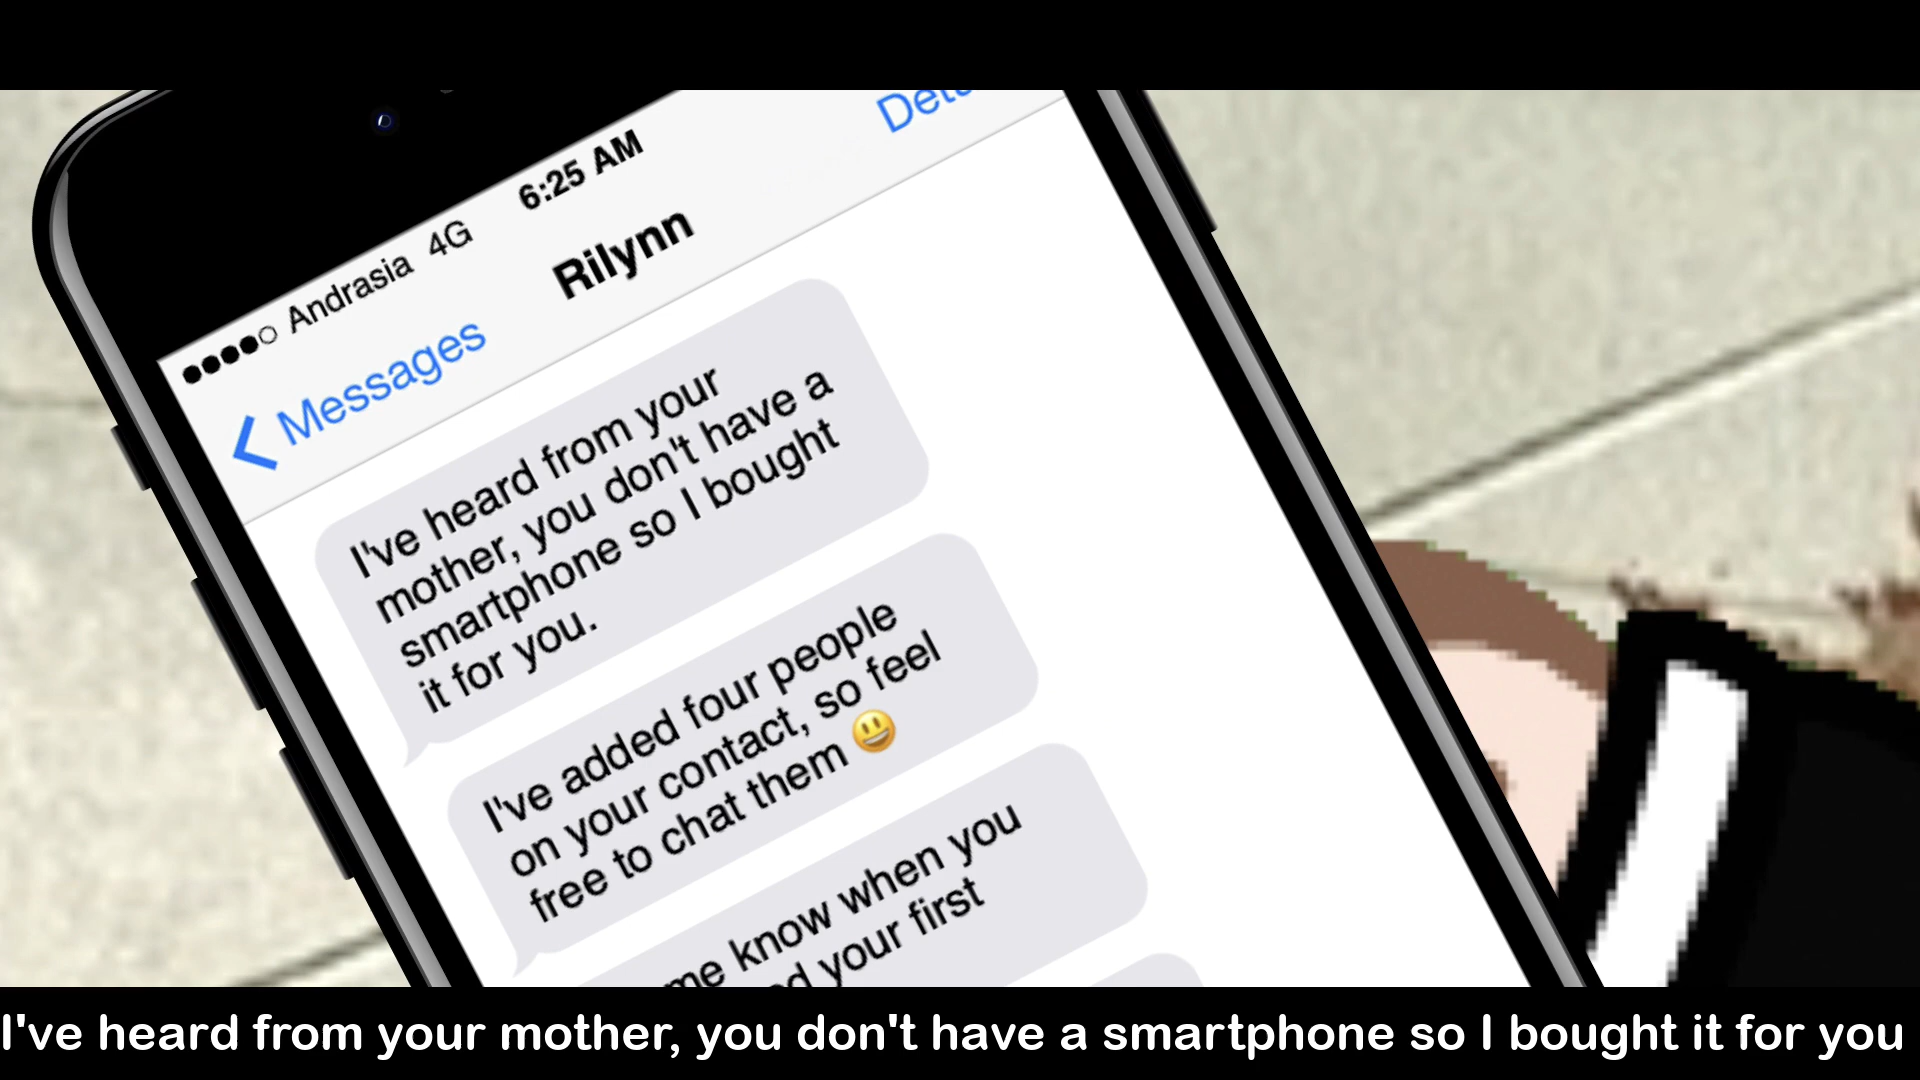 Andrasia 4G 6:25 AM
Messages Rilynn
I've heard from your
mother, you don't have a
smartphone so I bought
it for you.
I've added four people
on your contact, so feel
free to chat them 😃
me know when you
your first
I've heard from your mother, you don't have a smartphone so I bought it for you